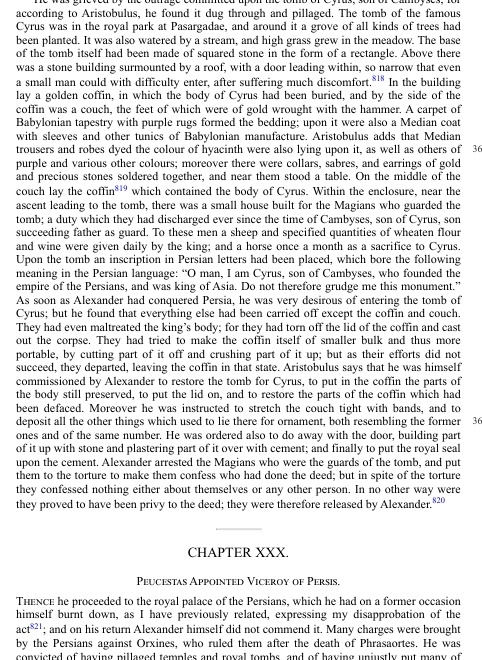 He was grieved by the outrage committed upon the tomb of Cyrus, son of Cambyses; for
according to Aristobulus, he found it dug through and pillaged. The tomb of the famous
Cyrus was in the royal park at Pasargadae, and around it a grove of all kinds of trees had
been planted. It was also watered by a stream, and high grass grew in the meadow. The base
of the tomb itself had been made of squared stone in the form of a rectangle. Above there
was a stone building surmounted by a roof, with a door leading within, so narrow that even
a small man could with difficulty enter, after suffering much discomfort.818 In the building
lay a golden coffin, in which the body of Cyrus had been buried, and by the side of the
coffin was a couch, the feet of which were of gold wrought with the hammer. A carpet of
Babylonian tapestry with purple rugs formed the bedding; upon it were also a Median coat
with sleeves and other tunics of Babylonian manufacture. Aristobulus adds that Median
trousers and robes dyed the colour of hyacinth were also lying upon it, as well as others of 36
purple and various other colours; moreover there were collars, sabres, and earrings of gold
and precious stones soldered together, and near them stood a table. On the middle of the
couch lay the coffin819 which contained the body of Cyrus. Within the enclosure, near the
ascent leading to the tomb, there was a small house built for the Magians who guarded the
tomb; a duty which they had discharged ever since the time of Cambyses, son of Cyrus, son
succeeding father as guard. To these men a sheep and specified quantities of wheaten flour
and wine were given daily by the king; and a horse once a month as a sacrifice to Cyrus.
Upon the tomb an inscription in Persian letters had been placed, which bore the following
meaning in the Persian language: “O man, I am Cyrus, son of Cambyses, who founded the
empire of the Persians, and was king of Asia. Do not therefore grudge me this monument.”
As soon as Alexander had conquered Persia, he was very desirous of entering the tomb of
Cyrus; but he found that everything else had been carried off except the coffin and couch.
They had even maltreated the king’s body; for they had torn off the lid of the coffin and cast
out the corpse. They had tried to make the coffin itself of smaller bulk and thus more
portable, by cutting part of it off and crushing part of it up; but as their efforts did not
succeed, they departed, leaving the coffin in that state. Aristobulus says that he was himself
commissioned by Alexander to restore the tomb for Cyrus, to put in the coffin the parts of
the body still preserved, to put the lid on, and to restore the parts of the coffin which had
been defaced. Moreover he was instructed to stretch the couch tight with bands, and to
deposit all the other things which used to lie there for ornament, both resembling the former 36
ones and of the same number. He was ordered also to do away with the door, building part
of it up with stone and plastering part of it over with cement; and finally to put the royal seal
upon the cement. Alexander arrested the Magians who were the guards of the tomb, and put
them to the torture to make them confess who had done the deed; but in spite of the torture
they confessed nothing either about themselves or any other person. In no other way were
they proved to have been privy to the deed; they were therefore released by Alexander.820
CHAPTER XXX.
Peucestas Appointed Viceroy of Persis.
Thence he proceeded to the royal palace of the Persians, which he had on a former occasion
himself burnt down, as I have previously related, expressing my disapprobation of the
act821; and on his return Alexander himself did not commend it. Many charges were brought
by the Persians against Orxines, who ruled them after the death of Phrasaortes. He was
convicted of having pillaged temples and royal tombs, and of having unjustly put many of